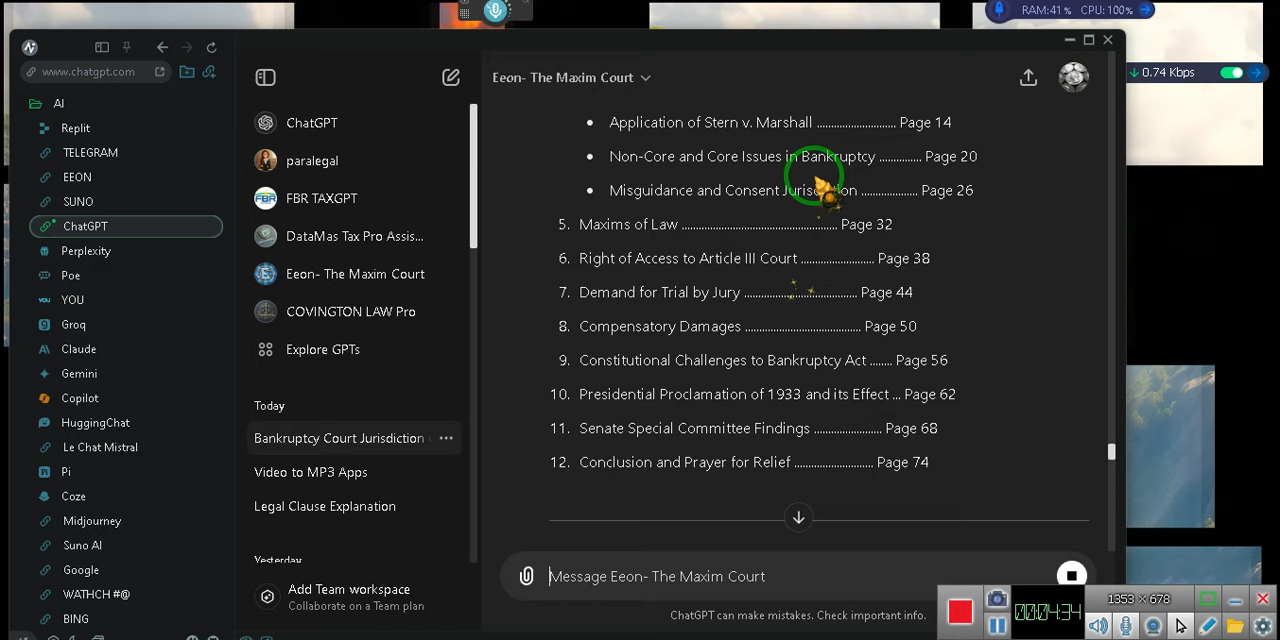 RAM:41% CPU: 100%
www.chatgpt.com
Eeon- The Maxim Court
0.74 Kbps
AI
Replit
TELEGRAM
EEON
SUNO
ChatGPT
Perplexity
Poe
YOU
Groq
Claude
Gemini
Copilot
HuggingChat
Le Chat Mistral
Pi
Coze
Midjourney
Suno AI
Google
WATHCH #@
BING
ChatGPT
paralegal
FBR TAXGPT
DataMas Tax Pro Assis...
Eeon- The Maxim Court
COVINGTON LAW Pro
Explore GPTs
Today
Bankruptcy Court Jurisdiction
Video to MP3 Apps
Legal Clause Explanation
Yesterday
Add Team workspace
Collaborate on a Team plan
• Application of Stern v. Marshall .......................... Page 14
• Non-Core and Core Issues in Bankruptcy .............. Page 20
• Misguidance and Consent Jurisdiction ................... Page 26
5. Maxims of Law .................................................... Page 32
6. Right of Access to Article III Court ........................ Page 38
7. Demand for Trial by Jury ...................................... Page 44
8. Compensatory Damages ........................................ Page 50
9. Constitutional Challenges to Bankruptcy Act ....... Page 56
10. Presidential Proclamation of 1933 and its Effect ... Page 62
11. Senate Special Committee Findings ....................... Page 68
12. Conclusion and Prayer for Relief ........................... Page 74
Message Eeon- The Maxim Court
ChatGPT can make mistakes. Check important info.
1353 x 678
00:04:34